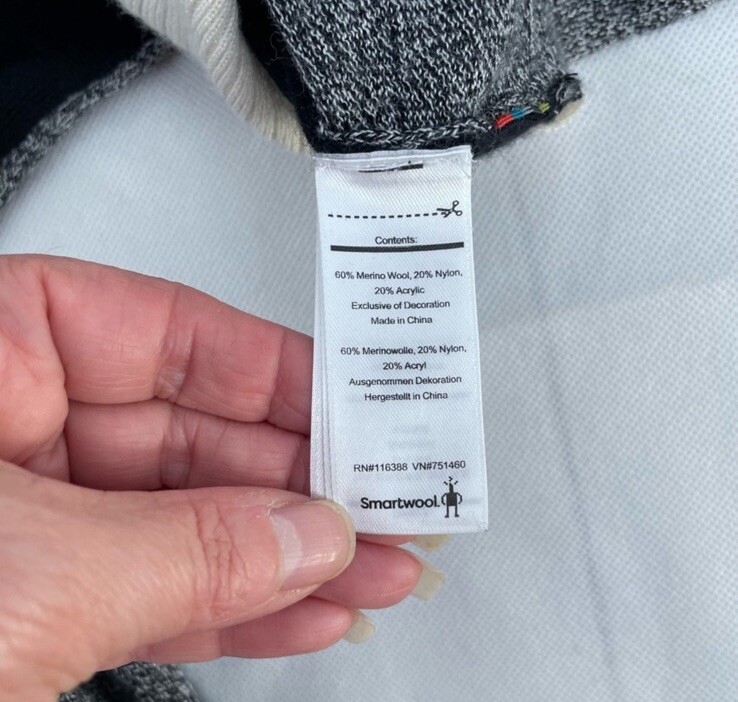 Contents:
60% Merino Wool, 20% Nylon,
20% Acrylic
Exclusive of Decoration
Made in China
60% Merinowolle, 20% Nylon,
20% Acryl
Ausgenommen Dekoration
Hergestellt in China
RN#116388 VN#751460
Smartwool.